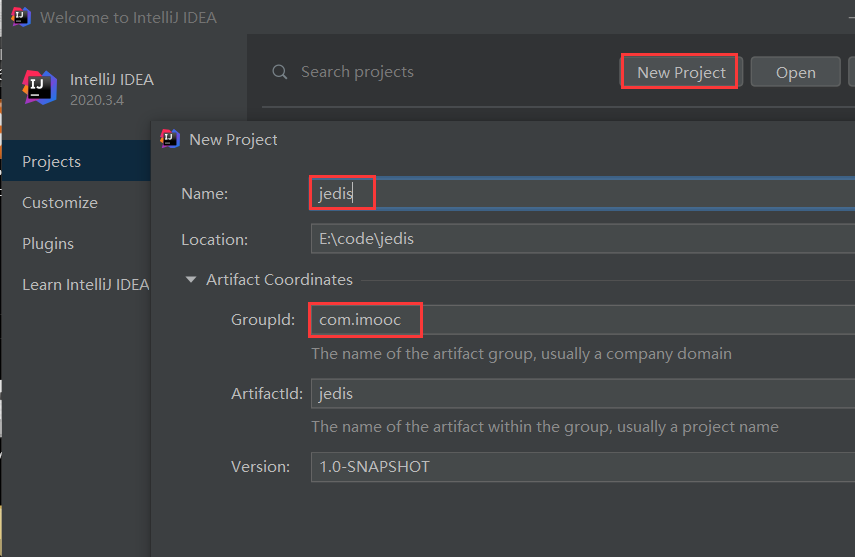 Welcome to IntelliJ IDEA
IntelliJ IDEA
2020.3.4
Search projects
New Project
Open
Projects
Customize
Plugins
Learn IntelliJ IDEA
New Project
Name:
jedis
Location:
E:\code\jedis
Artifact Coordinates
GroupId:
com.imooc
The name of the artifact group, usually a company domain
ArtifactId:
jedis
The name of the artifact within the group, usually a project name
Version:
1.0-SNAPSHOT